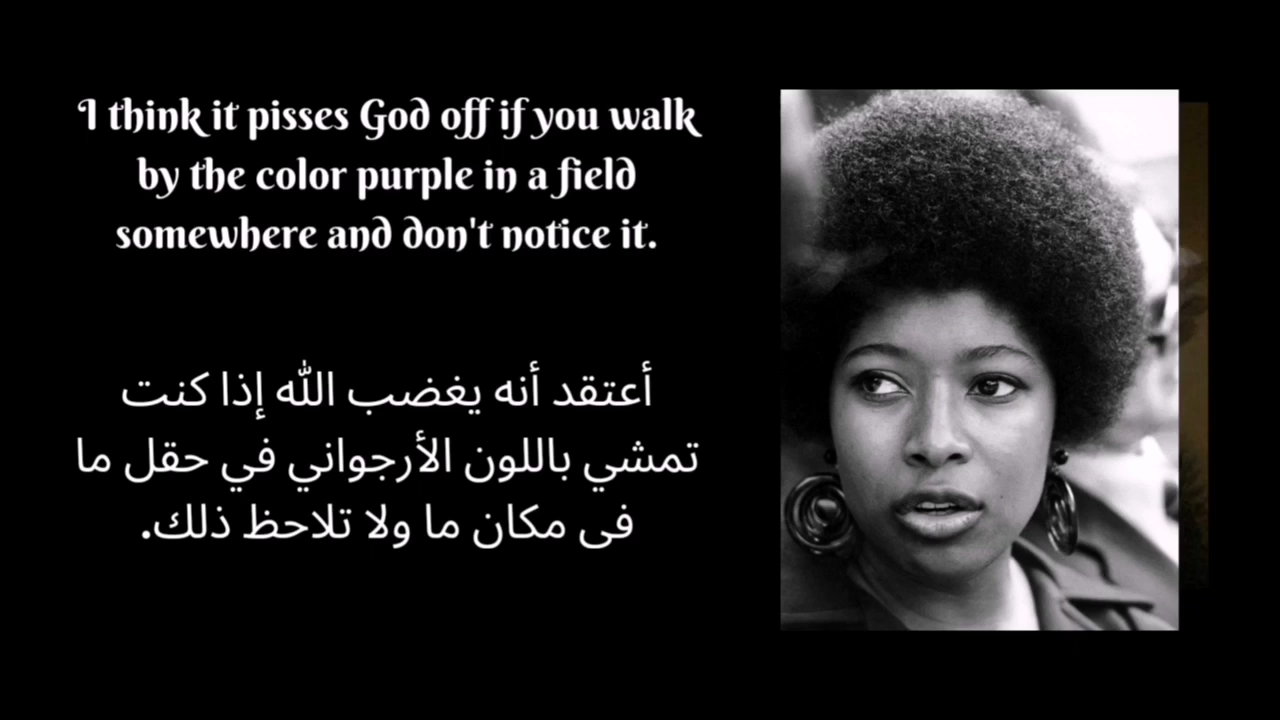 I think it pisses God off if you walk
by the color purple in a field
somewhere and don't notice it.
أعتقد أنه يغضب الله إذا كنت
تمشي باللون الأرجواني في حقل ما
فى مكان ما ولا تلاحظ ذلك.